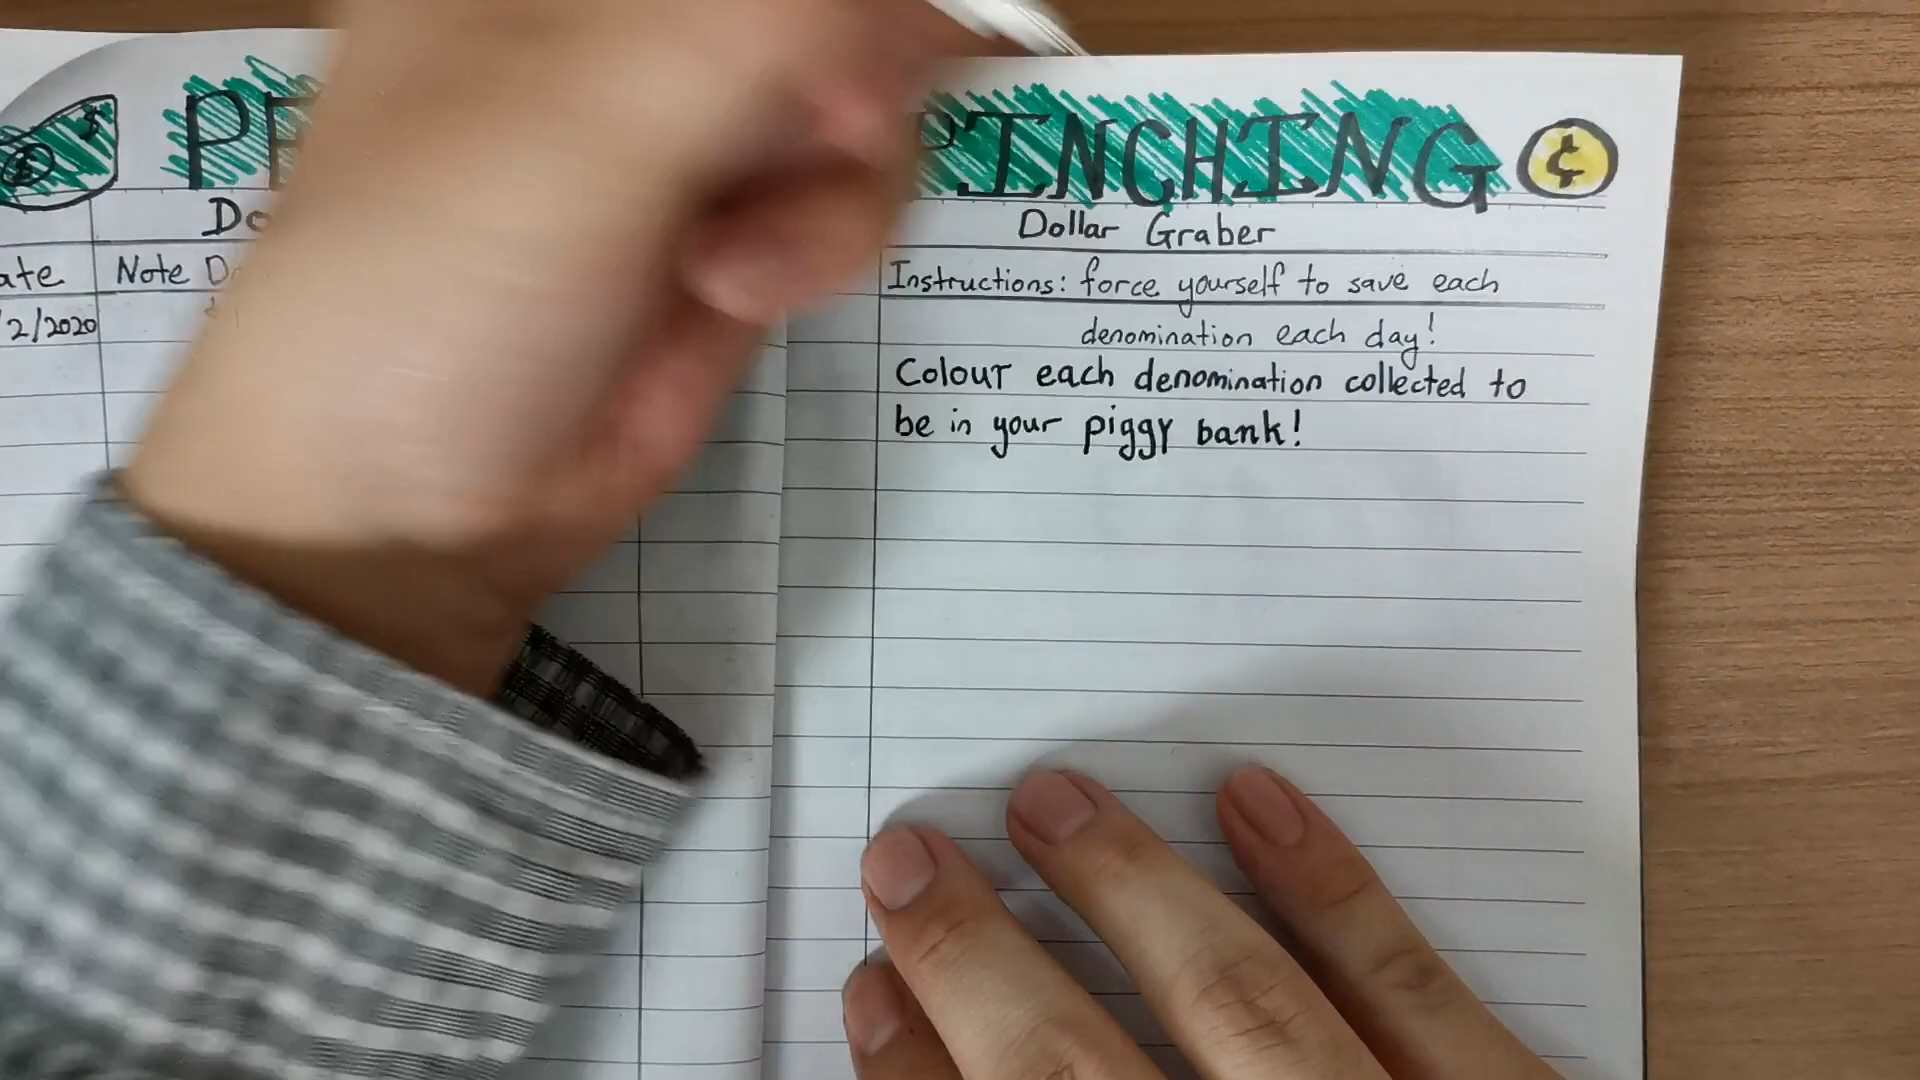 PINCHING ¢
Dollar Graber
Instructions: force yourself to save each
denomination each day!
Colour each denomination collected to
be in your piggy bank!
Note
2/2020